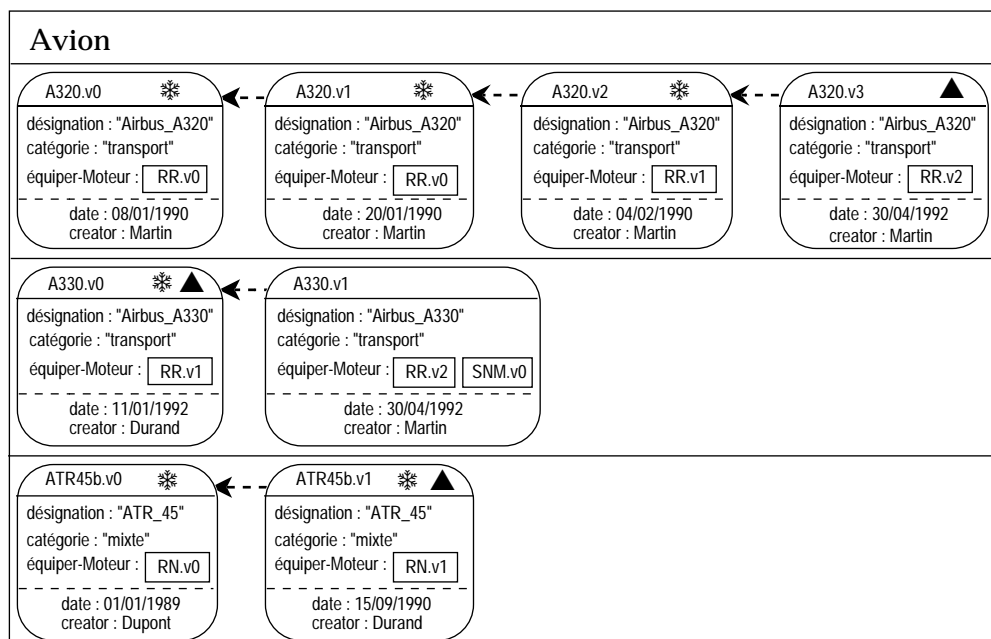 Avion
A320.v0
désignation : "Airbus_A320"
catégorie : "transport"
équiper-Moteur : RR.v0
date : 08/01/1990
creator : Martin
A320.v1
désignation : "Airbus_A320"
catégorie : "transport"
équiper-Moteur : RR.v0
date : 20/01/1990
creator : Martin
A320.v2
désignation : "Airbus_A320"
catégorie : "transport"
équiper-Moteur : RR.v1
date : 04/02/1990
creator : Martin
A320.v3
désignation : "Airbus_A320"
catégorie : "transport"
équiper-Moteur : RR.v2
date : 30/04/1992
creator : Martin
A330.v0
désignation : "Airbus_A330"
catégorie : "transport"
équiper-Moteur : RR.v1
date : 11/01/1992
creator : Durand
A330.v1
désignation : "Airbus_A330"
catégorie : "transport"
équiper-Moteur : RR.v2 SNM.v0
date : 30/04/1992
creator : Martin
ATR45b.v0
désignation : "ATR_45"
catégorie : "mixte"
équiper-Moteur : RN.v0
date : 01/01/1989
creator : Dupont
ATR45b.v1
désignation : "ATR_45"
catégorie : "mixte"
équiper-Moteur : RN.v1
date : 15/09/1990
creator : Durand